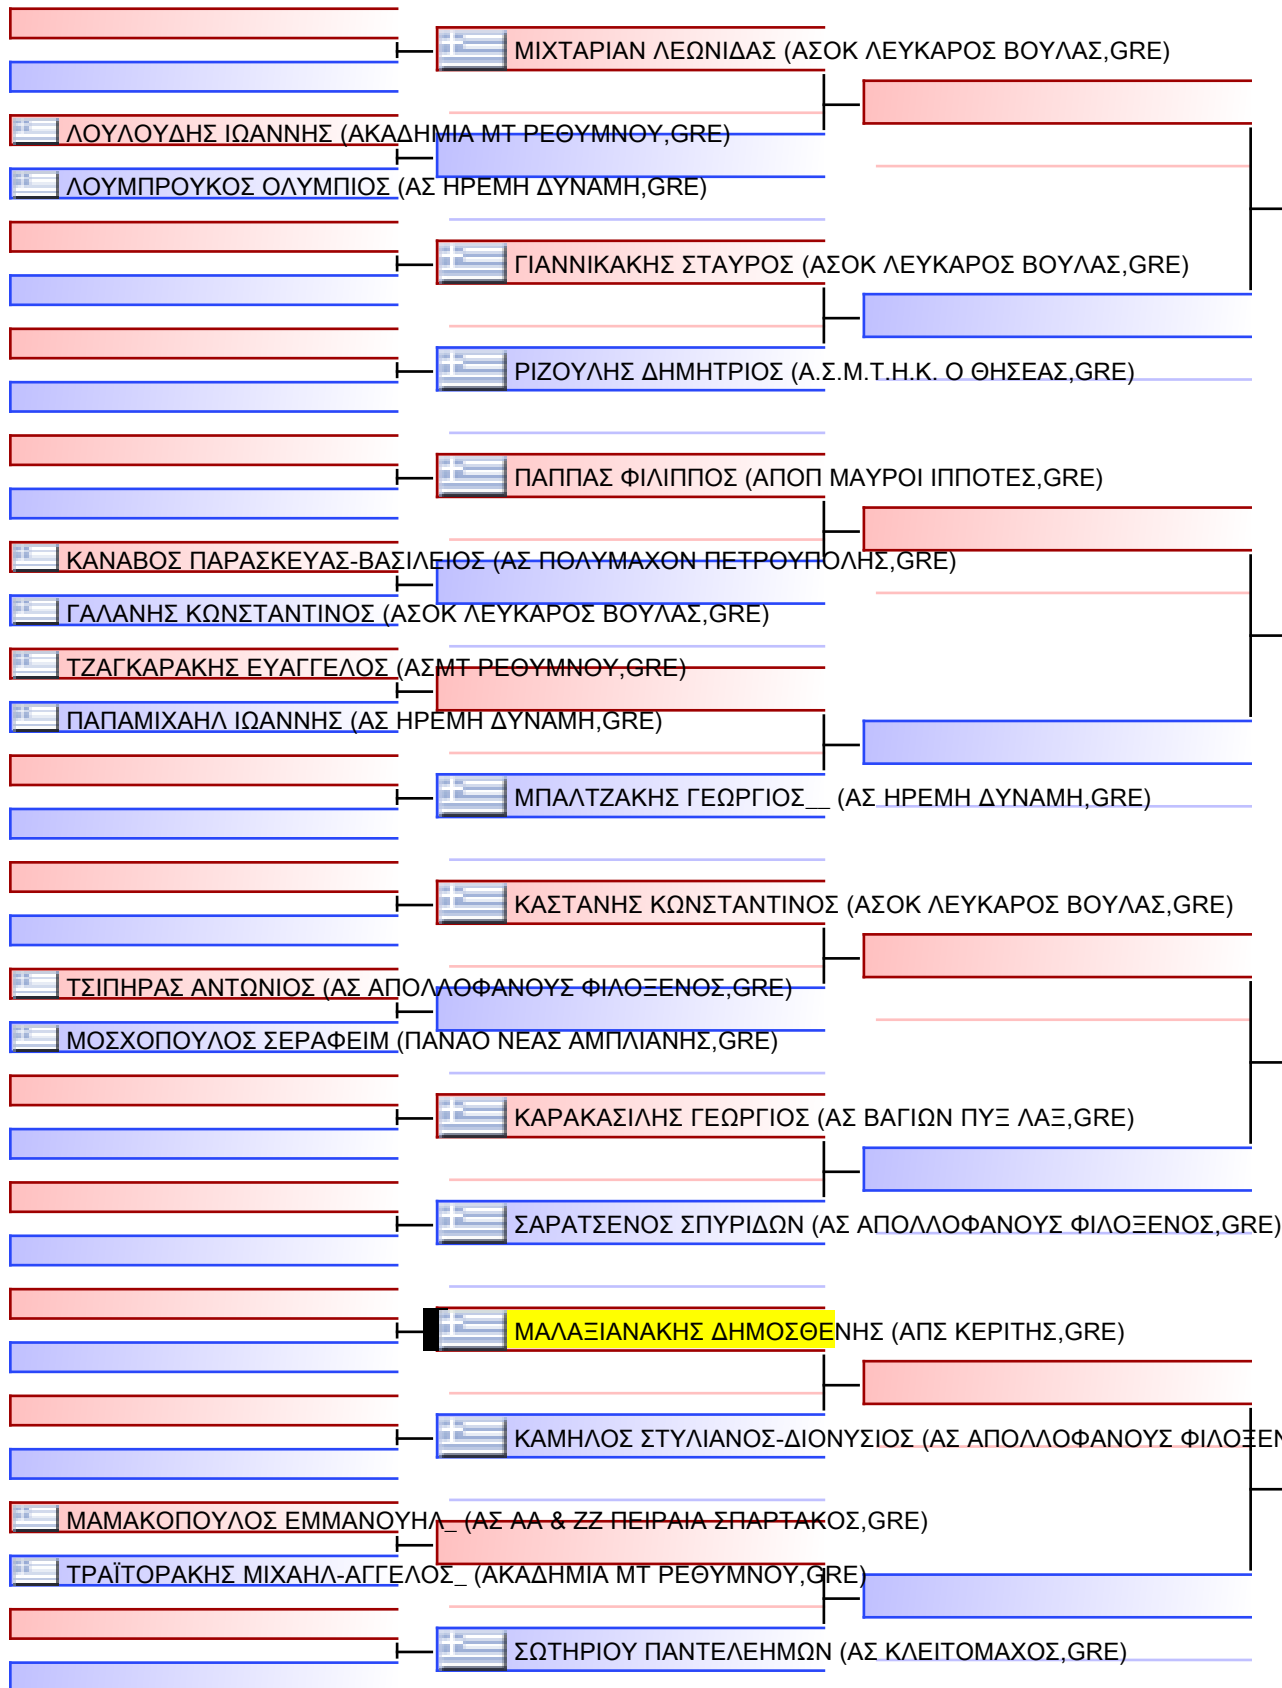 ΜΙΧΤΑΡΙΑΝ ΛΕΩΝΙΔΑΣ (ΑΣΟΚ ΛΕΥΚΑΡΟΣ ΒΟΥΛΑΣ,GRE)
ΛΟΥΛΟΥΔΗΣ ΙΩΑΝΝΗΣ (ΑΚΑΔΗΜΙΑ ΜΤ ΡΕΘΥΜΝΟΥ,GRE)
ΛΟΥΜΠΡΟΥΚΟΣ ΟΛΥΜΠΙΟΣ (ΑΣ ΗΡΕΜΗ ΔΥΝΑΜΗ,GRE)
ΓΙΑΝΝΙΚΑΚΗΣ ΣΤΑΥΡΟΣ (ΑΣΟΚ ΛΕΥΚΑΡΟΣ ΒΟΥΛΑΣ,GRE)
ΡΙΖΟΥΛΗΣ ΔΗΜΗΤΡΙΟΣ (Α.Σ.Μ.Τ.Η.Κ. Ο ΘΗΣΕΑΣ,GRE)
ΠΑΠΠΑΣ ΦΙΛΙΠΠΟΣ (ΑΠΟΠ ΜΑΥΡΟΙ ΙΠΠΟΤΕΣ,GRE)
ΚΑΝΑΒΟΣ ΠΑΡΑΣΚΕΥΑΣ-ΒΑΣΙΛΕΙΟΣ (ΑΣ ΠΟΛΥΜΑΧΟΝ ΠΕΤΡΟΥΠΟΛΗΣ,GRE)
ΓΑΛΑΝΗΣ ΚΩΝΣΤΑΝΤΙΝΟΣ (ΑΣΟΚ ΛΕΥΚΑΡΟΣ ΒΟΥΛΑΣ,GRE)
ΤΖΑΓΚΑΡΑΚΗΣ ΕΥΑΓΓΕΛΟΣ (ΑΣΜΤ ΡΕΘΥΜΝΟΥ,GRE)
ΠΑΠΑΜΙΧΑΗΛ ΙΩΑΝΝΗΣ (ΑΣ ΗΡΕΜΗ ΔΥΝΑΜΗ,GRE)
ΜΠΑΛΤΖΑΚΗΣ ΓΕΩΡΓΙΟΣ__ (ΑΣ ΗΡΕΜΗ ΔΥΝΑΜΗ,GRE)
ΚΑΣΤΑΝΗΣ ΚΩΝΣΤΑΝΤΙΝΟΣ (ΑΣΟΚ ΛΕΥΚΑΡΟΣ ΒΟΥΛΑΣ,GRE)
ΤΣΙΠΗΡΑΣ ΑΝΤΩΝΙΟΣ (ΑΣ ΑΠΟΛΛΟΦΑΝΟΥΣ ΦΙΛΟΞΕΝΟΣ,GRE)
ΜΟΣΧΟΠΟΥΛΟΣ ΣΕΡΑΦΕΙΜ (ΠΑΝΑΟ ΝΕΑΣ ΑΜΠΛΙΑΝΗΣ,GRE)
ΚΑΡΑΚΑΣΙΛΗΣ ΓΕΩΡΓΙΟΣ (ΑΣ ΒΑΓΙΩΝ ΠΥΞ ΛΑΞ,GRE)
ΣΑΡΑΤΣΕΝΟΣ ΣΠΥΡΙΔΩΝ (ΑΣ ΑΠΟΛΛΟΦΑΝΟΥΣ ΦΙΛΟΞΕΝΟΣ,GRE)
ΜΑΛΑΞΙΑΝΑΚΗΣ ΔΗΜΟΣΘΕΝΗΣ (ΑΠΣ ΚΕΡΙΤΗΣ,GRE)
ΚΑΜΗΛΟΣ ΣΤΥΛΙΑΝΟΣ-ΔΙΟΝΥΣΙΟΣ (ΑΣ ΑΠΟΛΛΟΦΑΝΟΥΣ ΦΙΛΟΞΕΝ
ΜΑΜΑΚΟΠΟΥΛΟΣ ΕΜΜΑΝΟΥΗΛ_ (ΑΣ ΑΑ & ΖΖ ΠΕΙΡΑΙΑ ΣΠΑΡΤΑΚΟΣ,GRE)
ΤΡΑΪΤΟΡΑΚΗΣ ΜΙΧΑΗΛ-ΑΓΓΕΛΟΣ_ (ΑΚΑΔΗΜΙΑ ΜΤ ΡΕΘΥΜΝΟΥ,GRE)
ΣΩΤΗΡΙΟΥ ΠΑΝΤΕΛΕΗΜΩΝ (ΑΣ ΚΛΕΙΤΟΜΑΧΟΣ,GRE)